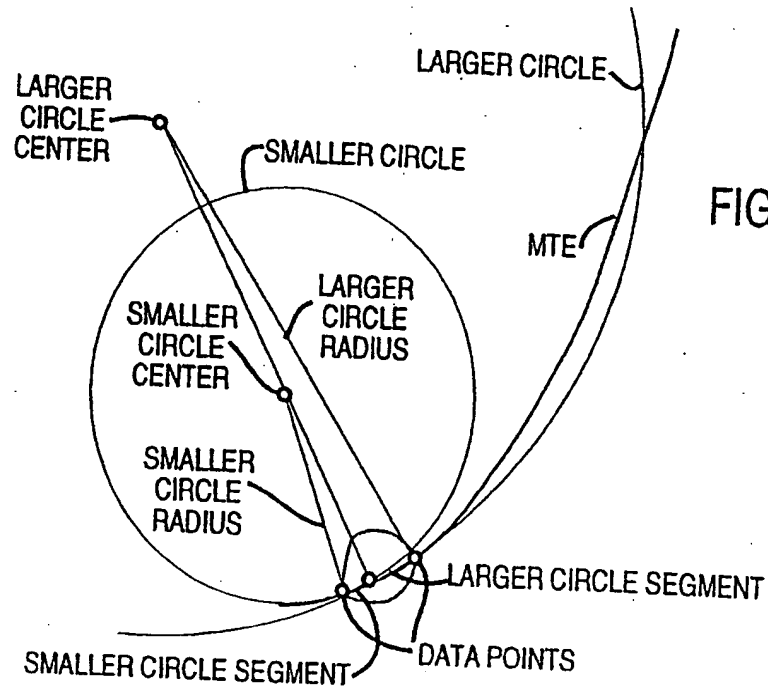 LARGER CIRCLE
LARGER
CIRCLE
CENTER
SMALLER CIRCLE
FIG
MTE
LARGER
CIRCLE
RADIUS
SMALLER
CIRCLE
CENTER
SMALLER
CIRCLE
RADIUS
LARGER CIRCLE SEGMENT
DATA POINTS
SMALLER CIRCLE SEGMENT